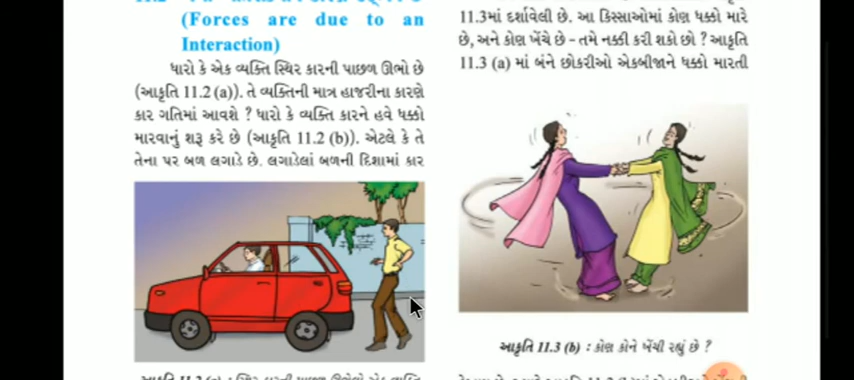 (Forces are due to an
Interaction)
ધારો કે એક વ્યક્તિ સ્થિર કારની પાછળ ઊભો છે
(આકૃતિ 11.2 (a)). તે વ્યક્તિની માત્ર હાજરીના કારણે
કાર ગતિમાં આવશે ? ધારો કે વ્યક્તિ કારને હવે ધક્કો
મારવાનું શરૂ કરે છે (આકૃતિ 11.2 (b)). એટલે કે તે
તેના પર બળ લગાડે છે. લગાડેલાં બળની દિશામાં કાર
11.3માં દર્શાવેલી છે. આ કિસ્સાઓમાં કોણ ધક્કો મારે
છે, અને કોણ ખેંચે છે – તમે નક્કી કરી શકો છો ? આકૃતિ
11.3 (a) માં બંને છોકરીઓ એકબીજાને ધક્કો મારતી
આકૃતિ 11.3 (b) : કોણ કોને ખેંચી રહ્યું છે ?